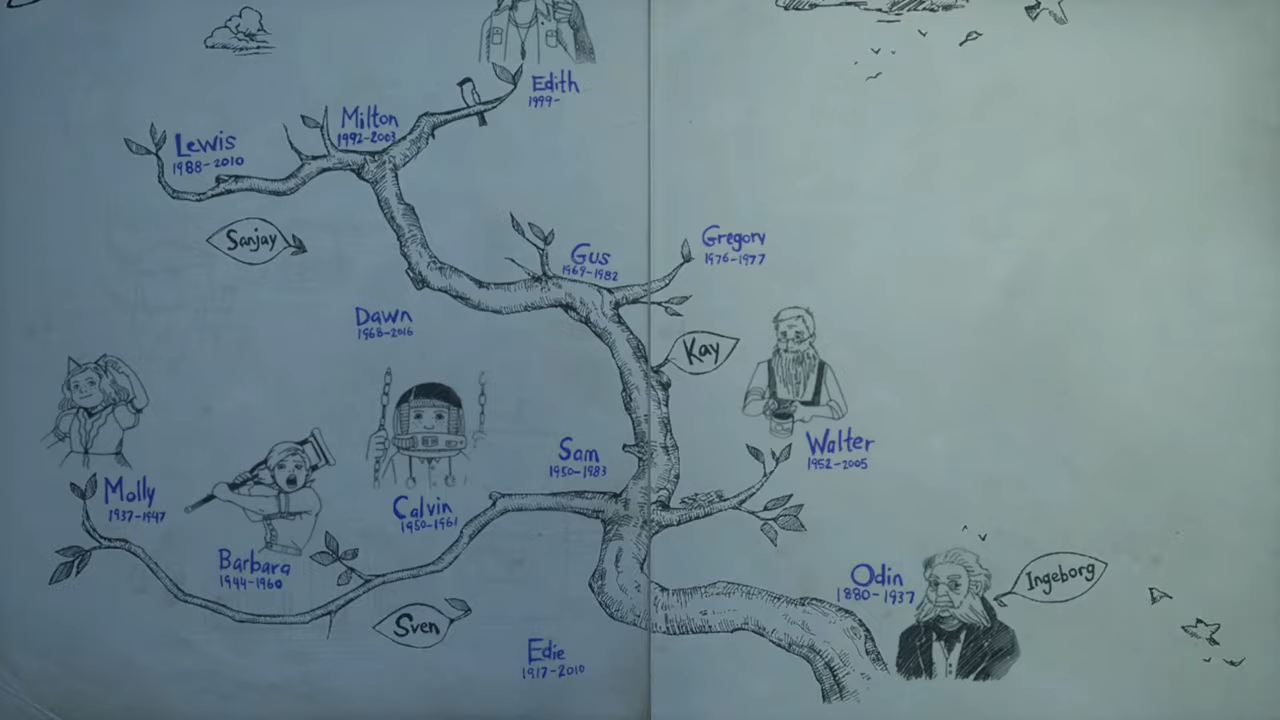 Edith
1999-
Milton
1992-2003
Lewis
1988-2010
Sanjay
Gus
1969-1982
Gregory
1976-1977
Dawn
1968-2016
Kay
Walter
1952-2005
Sam
1950-1983
Calvin
1950-1961
Molly
1937-1947
Barbara
1944-1960
Sven
Odin
1880-1937
Ingeborg
Edie
1917-2010